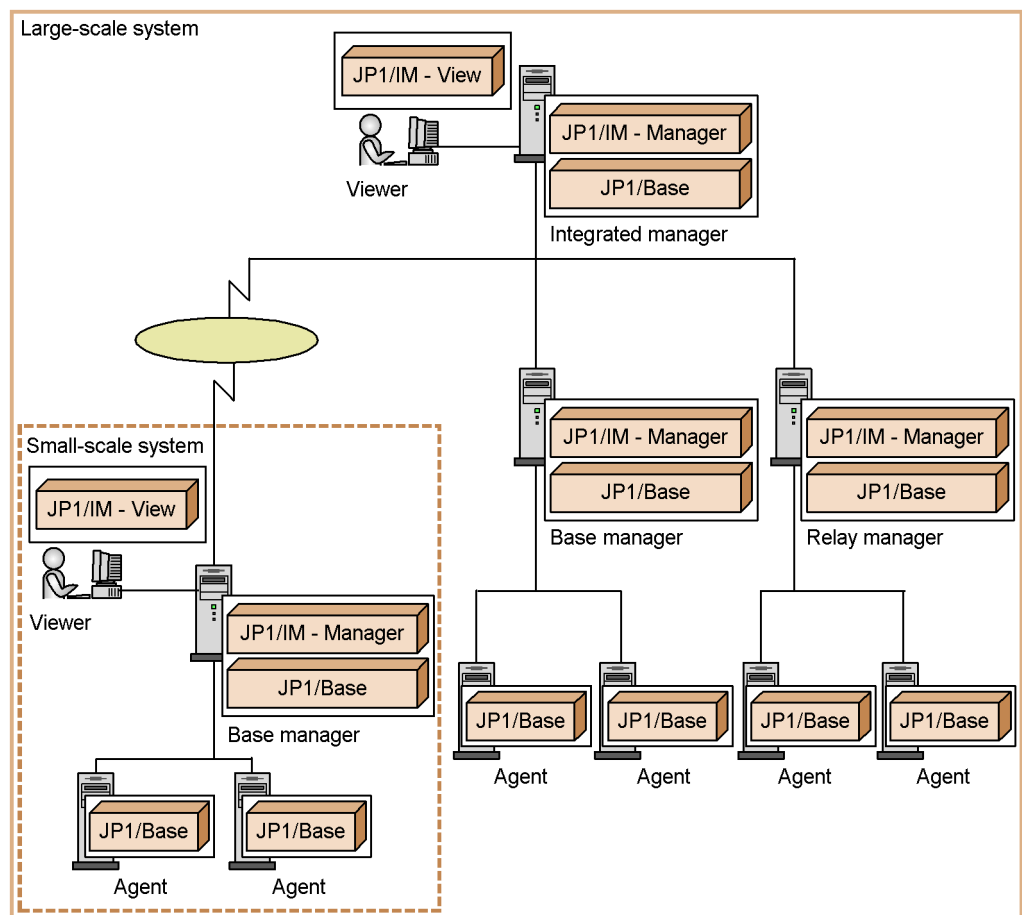 Large-scale system
JP1/IM - View
Viewer
JP1/IM - Manager
JP1/Base
Integrated manager
JP1/IM - Manager
JP1/Base
Base manager
JP1/IM - Manager
JP1/Base
Relay manager
Small-scale system
JP1/IM - View
Viewer
JP1/IM - Manager
JP1/Base
Base manager
JP1/Base
Agent
JP1/Base
Agent
JP1/Base
Agent
JP1/Base
Agent
JP1/Base
Agent
JP1/Base
Agent